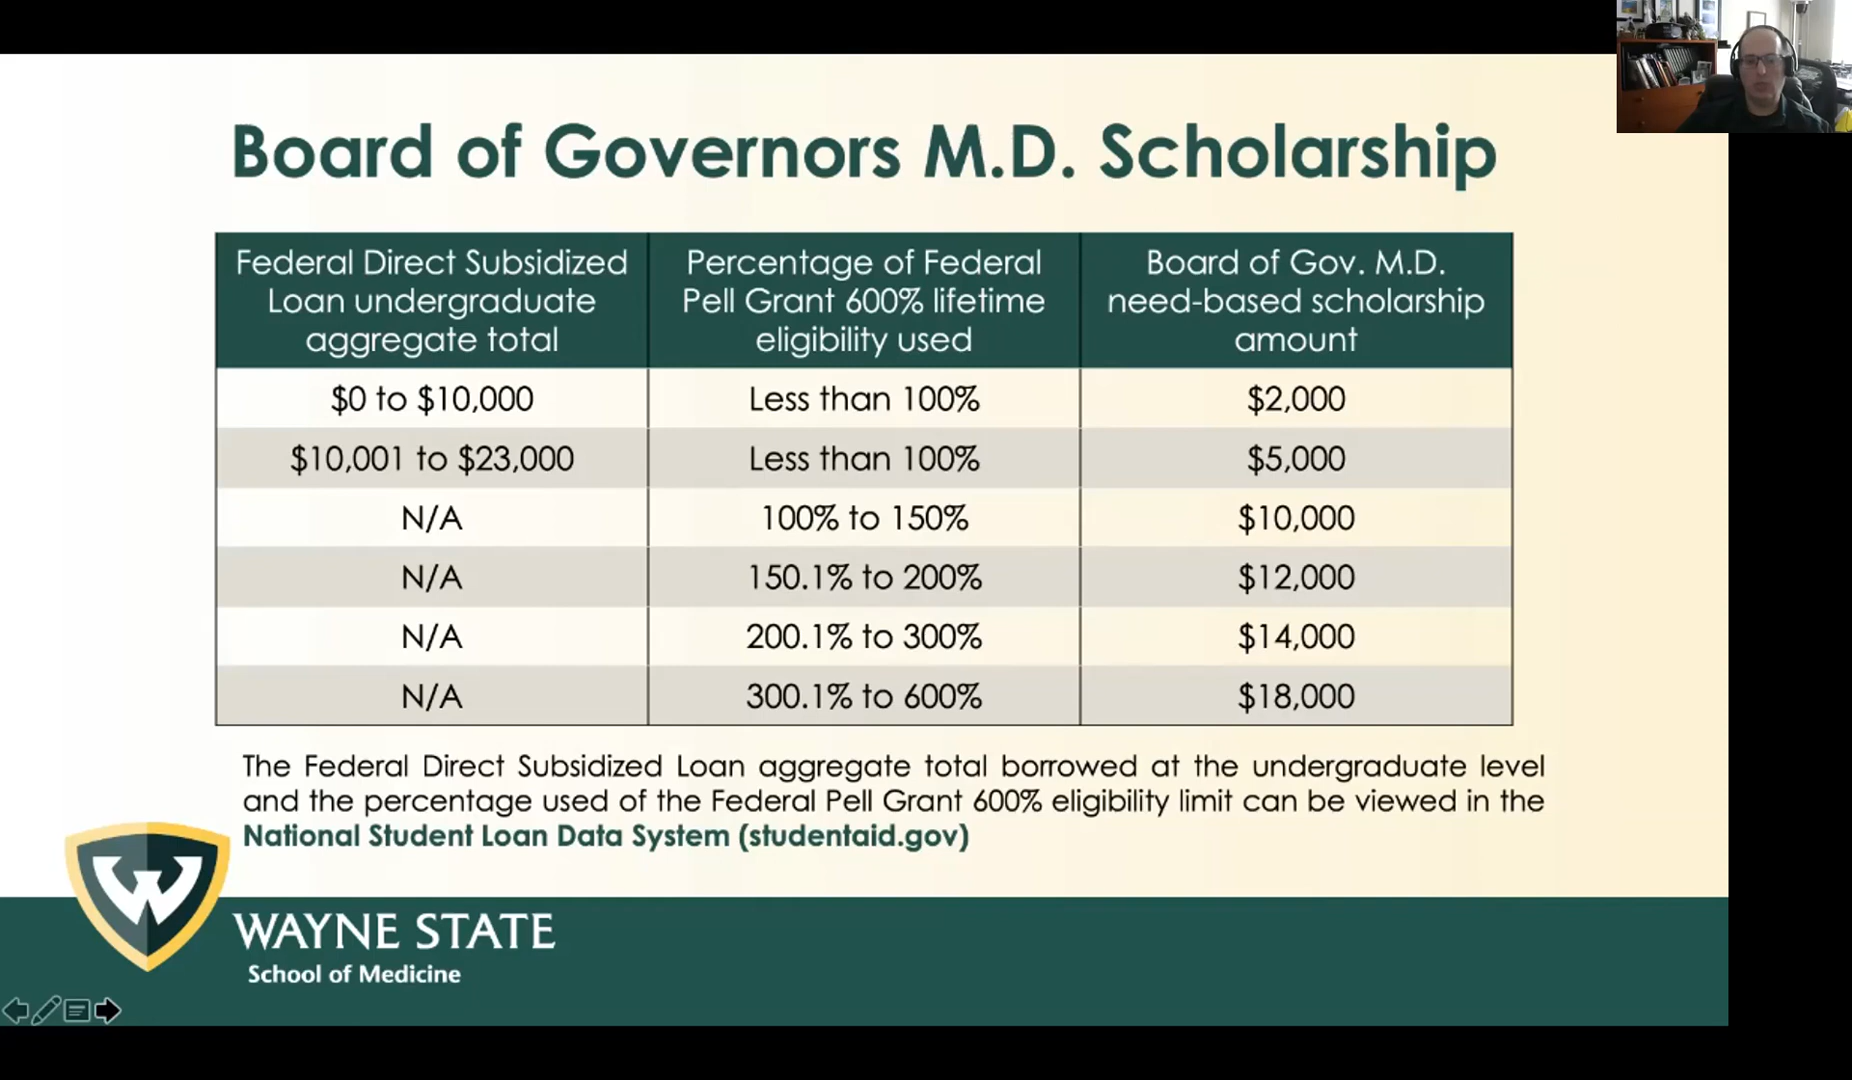 Board of Governors M.D. Scholarship
Federal Direct Subsidized
Loan undergraduate
aggregate total
Percentage of Federal
Pell Grant 600% lifetime
eligibility used
Board of Gov. M.D.
need-based scholarship
amount
$0 to $10,000
Less than 100%
$2,000
$10,001 to $23,000
Less than 100%
$5,000
N/A
100% to 150%
$10,000
N/A
150.1% to 200%
$12,000
N/A
200.1% to 300%
$14,000
N/A
300.1% to 600%
$18,000
The Federal Direct Subsidized Loan aggregate total borrowed at the undergraduate level
and the percentage used of the Federal Pell Grant 600% eligibility limit can be viewed in the
National Student Loan Data System (studentaid.gov)
W
WAYNE STATE
School of Medicine